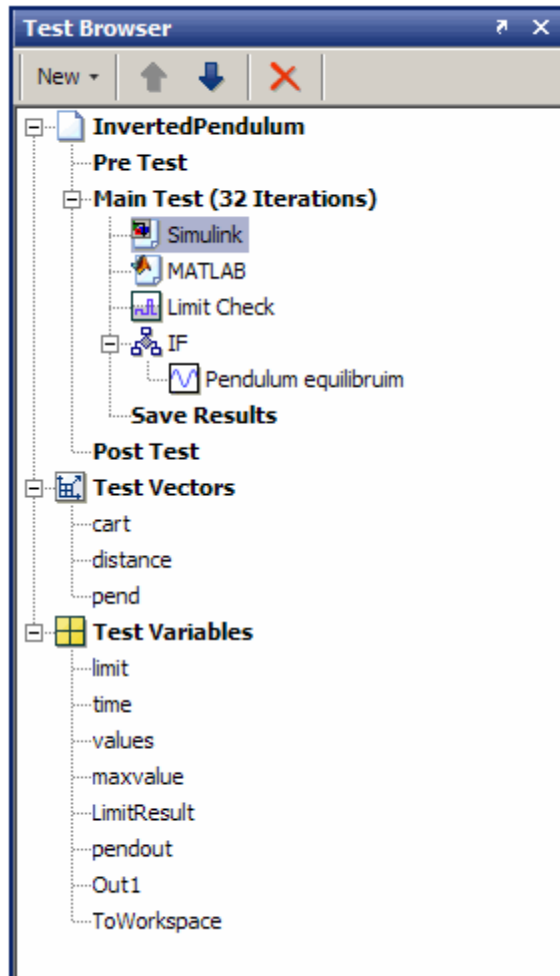 Test Browser
New
InvertedPendulum
Pre Test
Main Test (32 Iterations)
Simulink
MATLAB
Limit Check
IF
Pendulum equilibruim
Save Results
Post Test
Test Vectors
cart
distance
pend
Test Variables
limit
time
values
maxvalue
LimitResult
pendout
Out1
ToWorkspace